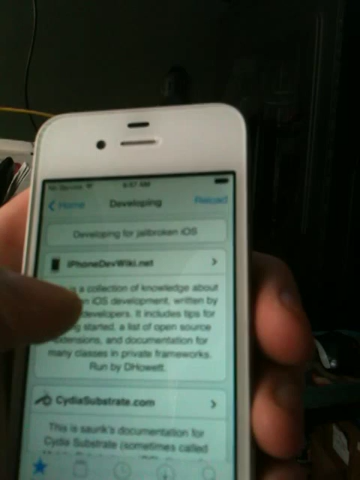 No Service 9:57 AM
Home Developing Reload
Developing for jailbroken iOS
iPhoneDevWiki.net
is a collection of knowledge about
iOS development, written by
developers. It includes tips for
started, a list of open source
and documentation for
many classes in private frameworks.
Run by DHowett.
CydiaSubstrate.com
This is saurik's documentation for
Cydia Substrate (sometimes called